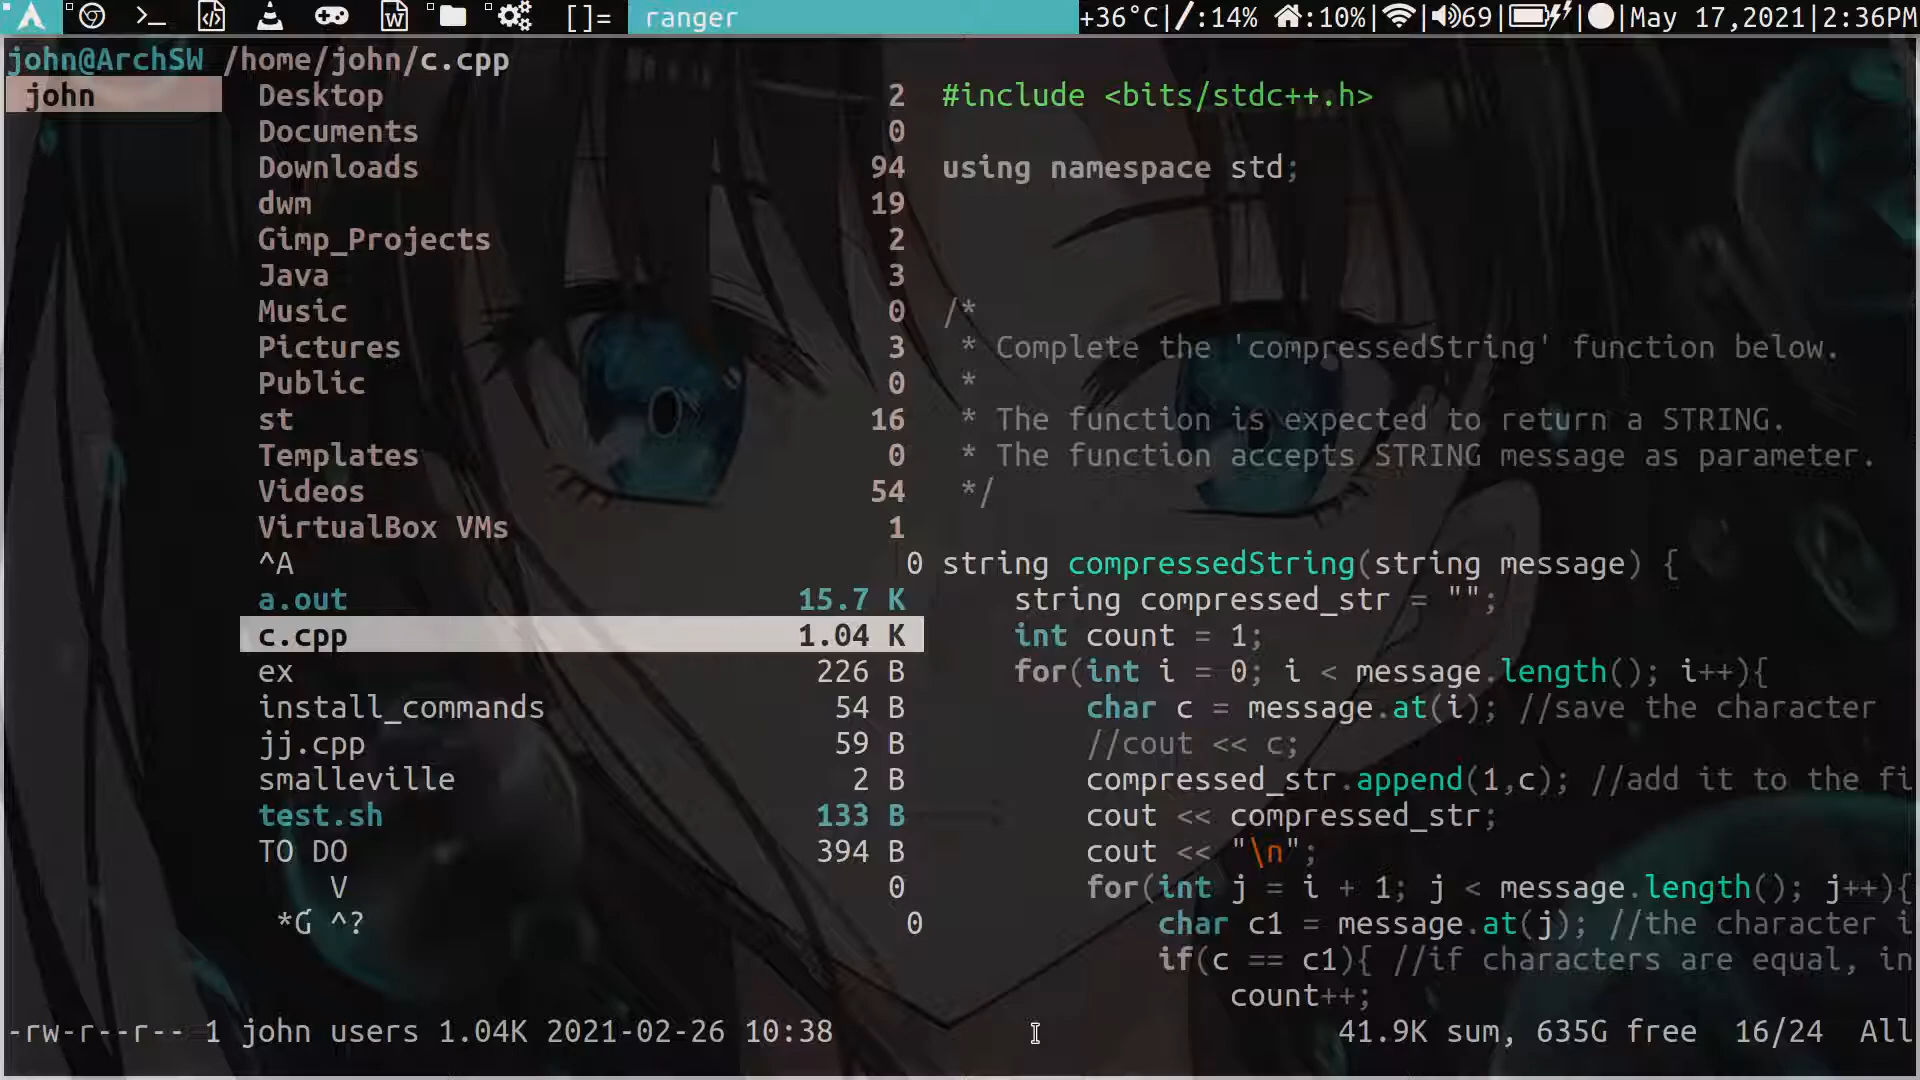 []= ranger +36°C|/:14% 10%| | 69| | |May 17,2021|2:36PM
john@ArchSW /home/john/c.cpp
john
Desktop 2
Documents 0
Downloads 94
dwm 19
Gimp_Projects 2
Java 3
Music 0
Pictures 3
Public 0
st 16
Templates 0
Videos 54
VirtualBox VMs 1
^A 0
a.out 15.7 K
c.cpp 1.04 K
ex 226 B
install_commands 54 B
jj.cpp 59 B
smalleville 2 B
test.sh 133 B
TO DO 394 B
V 0
*Ɠ ^? 0
#include <bits/stdc++.h>
using namespace std;
/*
* Complete the 'compressedString' function below.
*
* The function is expected to return a STRING.
* The function accepts STRING message as parameter.
*/
string compressedString(string message) {
string compressed_str = "";
int count = 1;
for(int i = 0; i < message.length(); i++){
char c = message.at(i); //save the character
//cout << c;
compressed_str.append(1,c); //add it to the fi
cout << compressed_str;
cout << "\n";
for(int j = i + 1; j < message.length(); j++){
char c1 = message.at(j); //the character i
if(c == c1){ //if characters are equal, in
count++;
-rw-r--r-- 1 john users 1.04K 2021-02-26 10:38 41.9K sum, 635G free 16/24 All